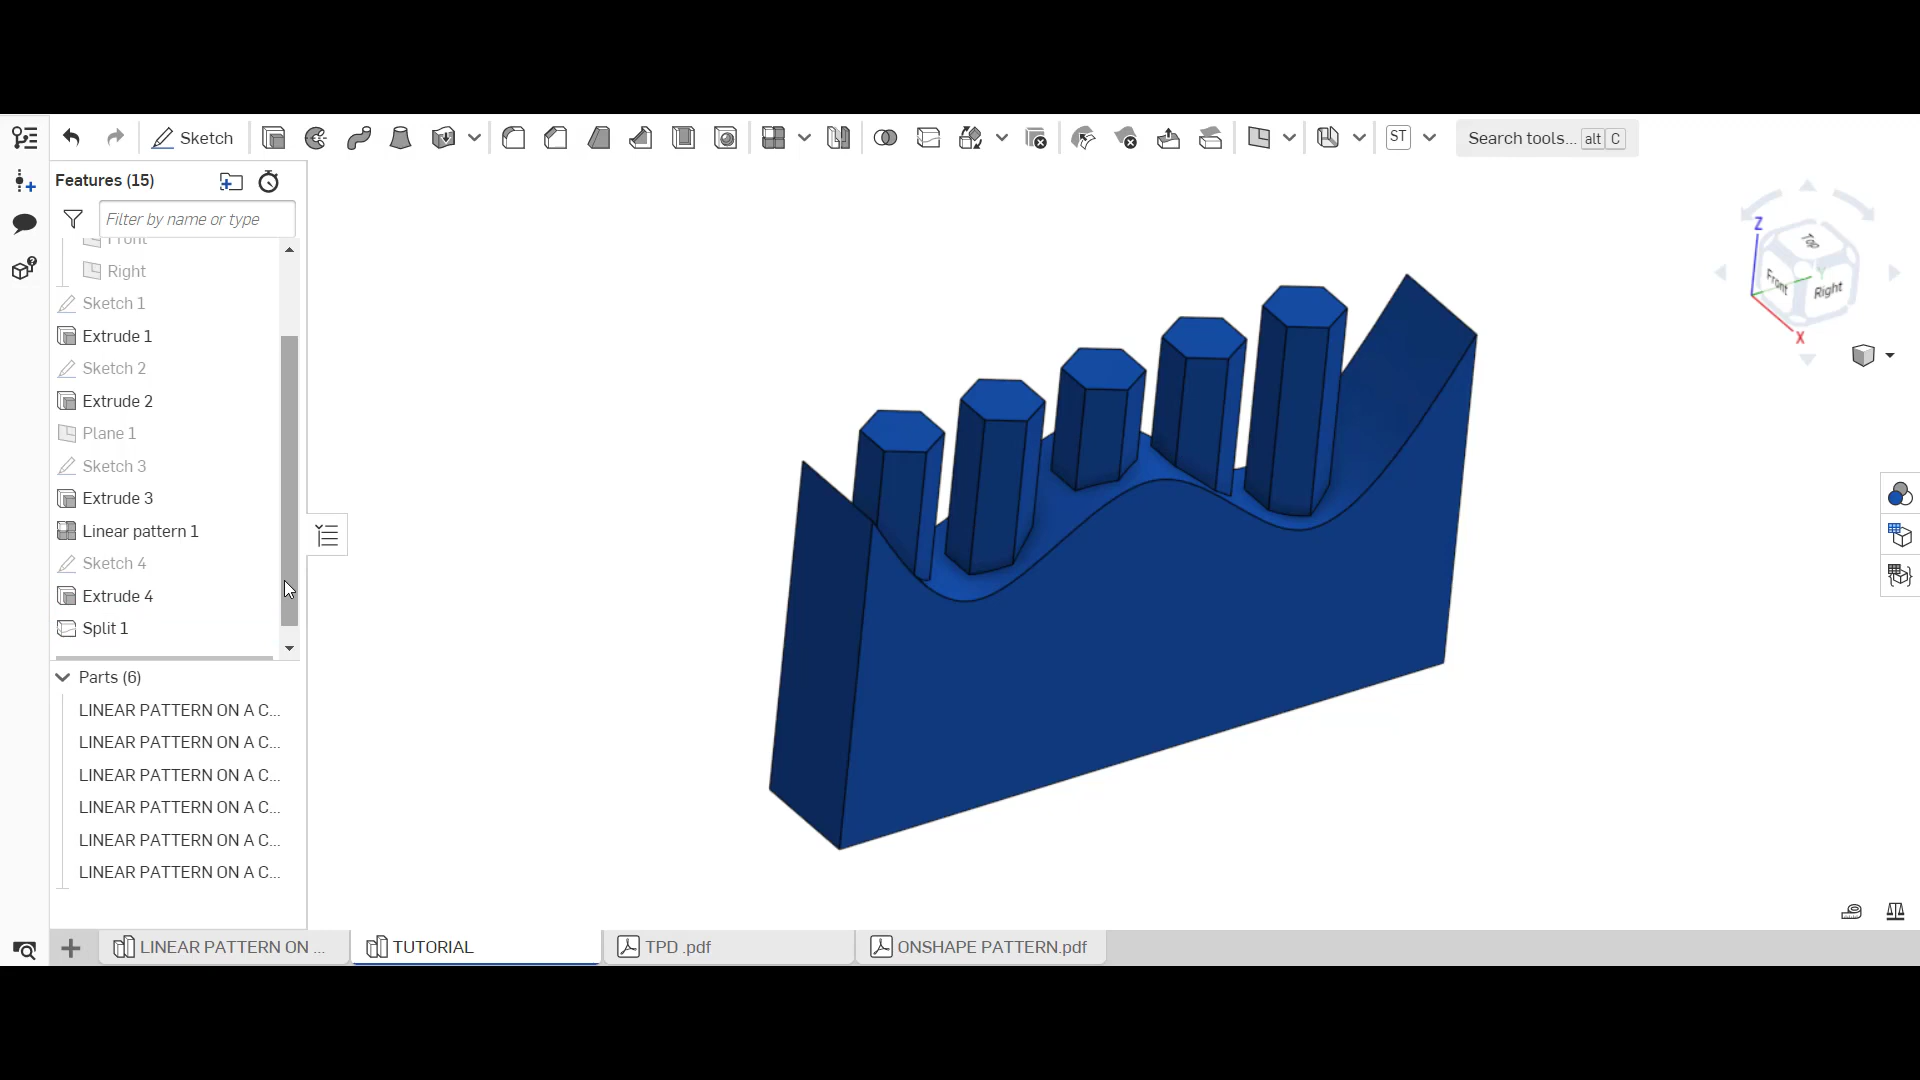 Sketch
ST
Search tools... alt C
Features (15)
Filter by name or type
Front
Right
Sketch 1
Extrude 1
Sketch 2
Extrude 2
Plane 1
Sketch 3
Extrude 3
Linear pattern 1
Sketch 4
Extrude 4
Split 1
Parts (6)
LINEAR PATTERN ON A C...
LINEAR PATTERN ON A C...
LINEAR PATTERN ON A C...
LINEAR PATTERN ON A C...
LINEAR PATTERN ON A C...
LINEAR PATTERN ON A C...
Z
Top
Front
Right
Y
X
LINEAR PATTERN ON ...
TUTORIAL
TPD .pdf
ONSHAPE PATTERN.pdf